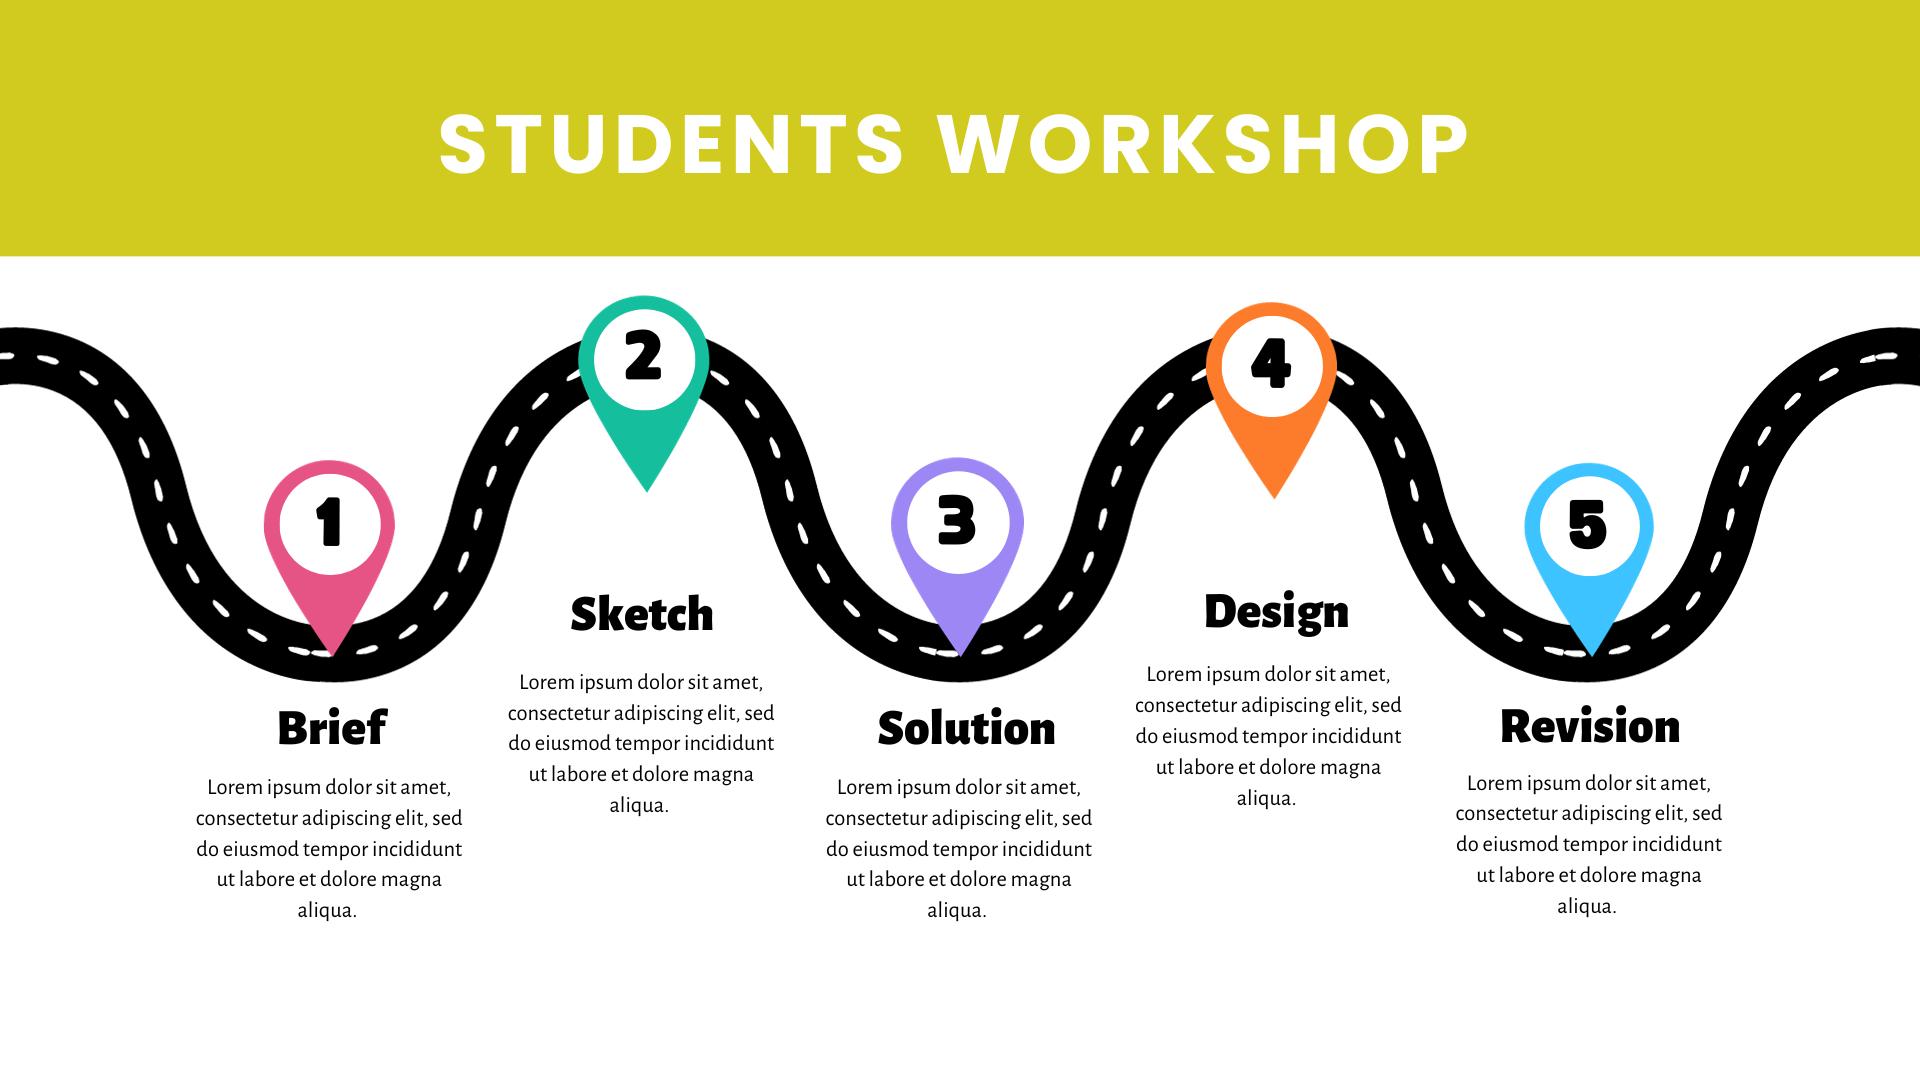 STUDENTS WORKSHOP
1
Brief
Lorem ipsum dolor sit amet,
consectetur adipiscing elit, sed
do eiusmod tempor incididunt
ut labore et dolore magna
aliqua.
2
Sketch
Lorem ipsum dolor sit amet,
consectetur adipiscing elit, sed
do eiusmod tempor incididunt
ut labore et dolore magna
aliqua.
3
Solution
Lorem ipsum dolor sit amet,
consectetur adipiscing elit, sed
do eiusmod tempor incididunt
ut labore et dolore magna
aliqua.
4
Design
Lorem ipsum dolor sit amet,
consectetur adipiscing elit, sed
do eiusmod tempor incididunt
ut labore et dolore magna
aliqua.
5
Revision
Lorem ipsum dolor sit amet,
consectetur adipiscing elit, sed
do eiusmod tempor incididunt
ut labore et dolore magna
aliqua.